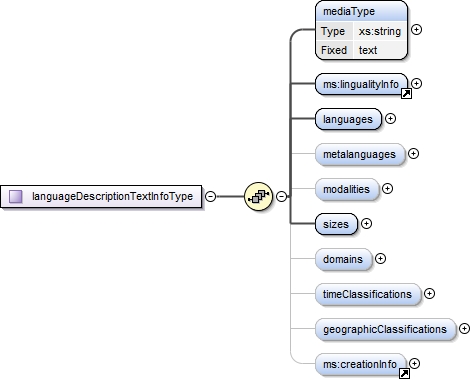 mediaType
Type xs:string
Fixed text
ms:lingualityInfo
languages
metalanguages
modalities
languageDescriptionTextInfoType
sizes
domains
timeClassifications
geographicClassifications
ms:creationInfo